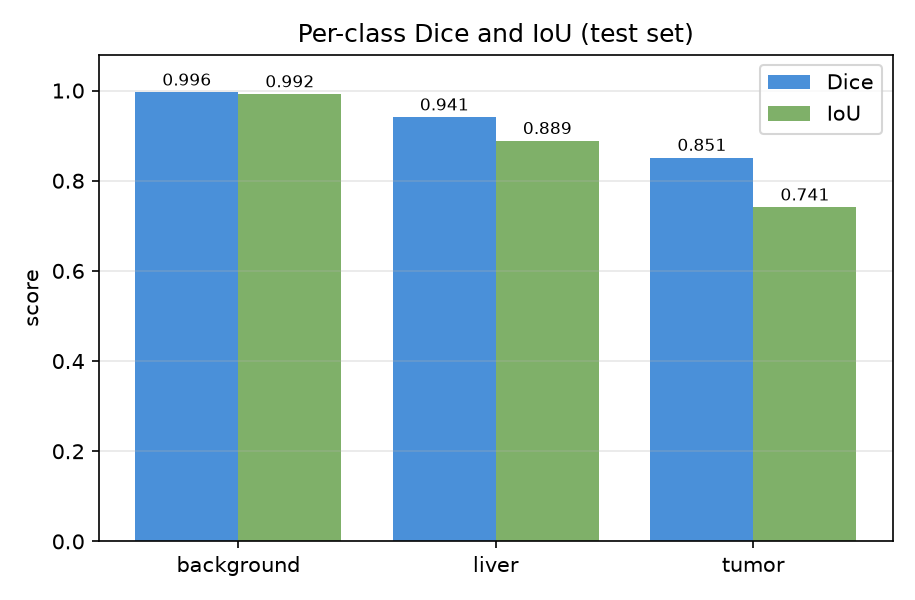 Per-class Dice and IoU (test set)
Dice
IoU
score
1.0
0.8
0.6
0.4
0.2
0.0
0.996
0.992
0.941
0.889
0.851
0.741
background
liver
tumor